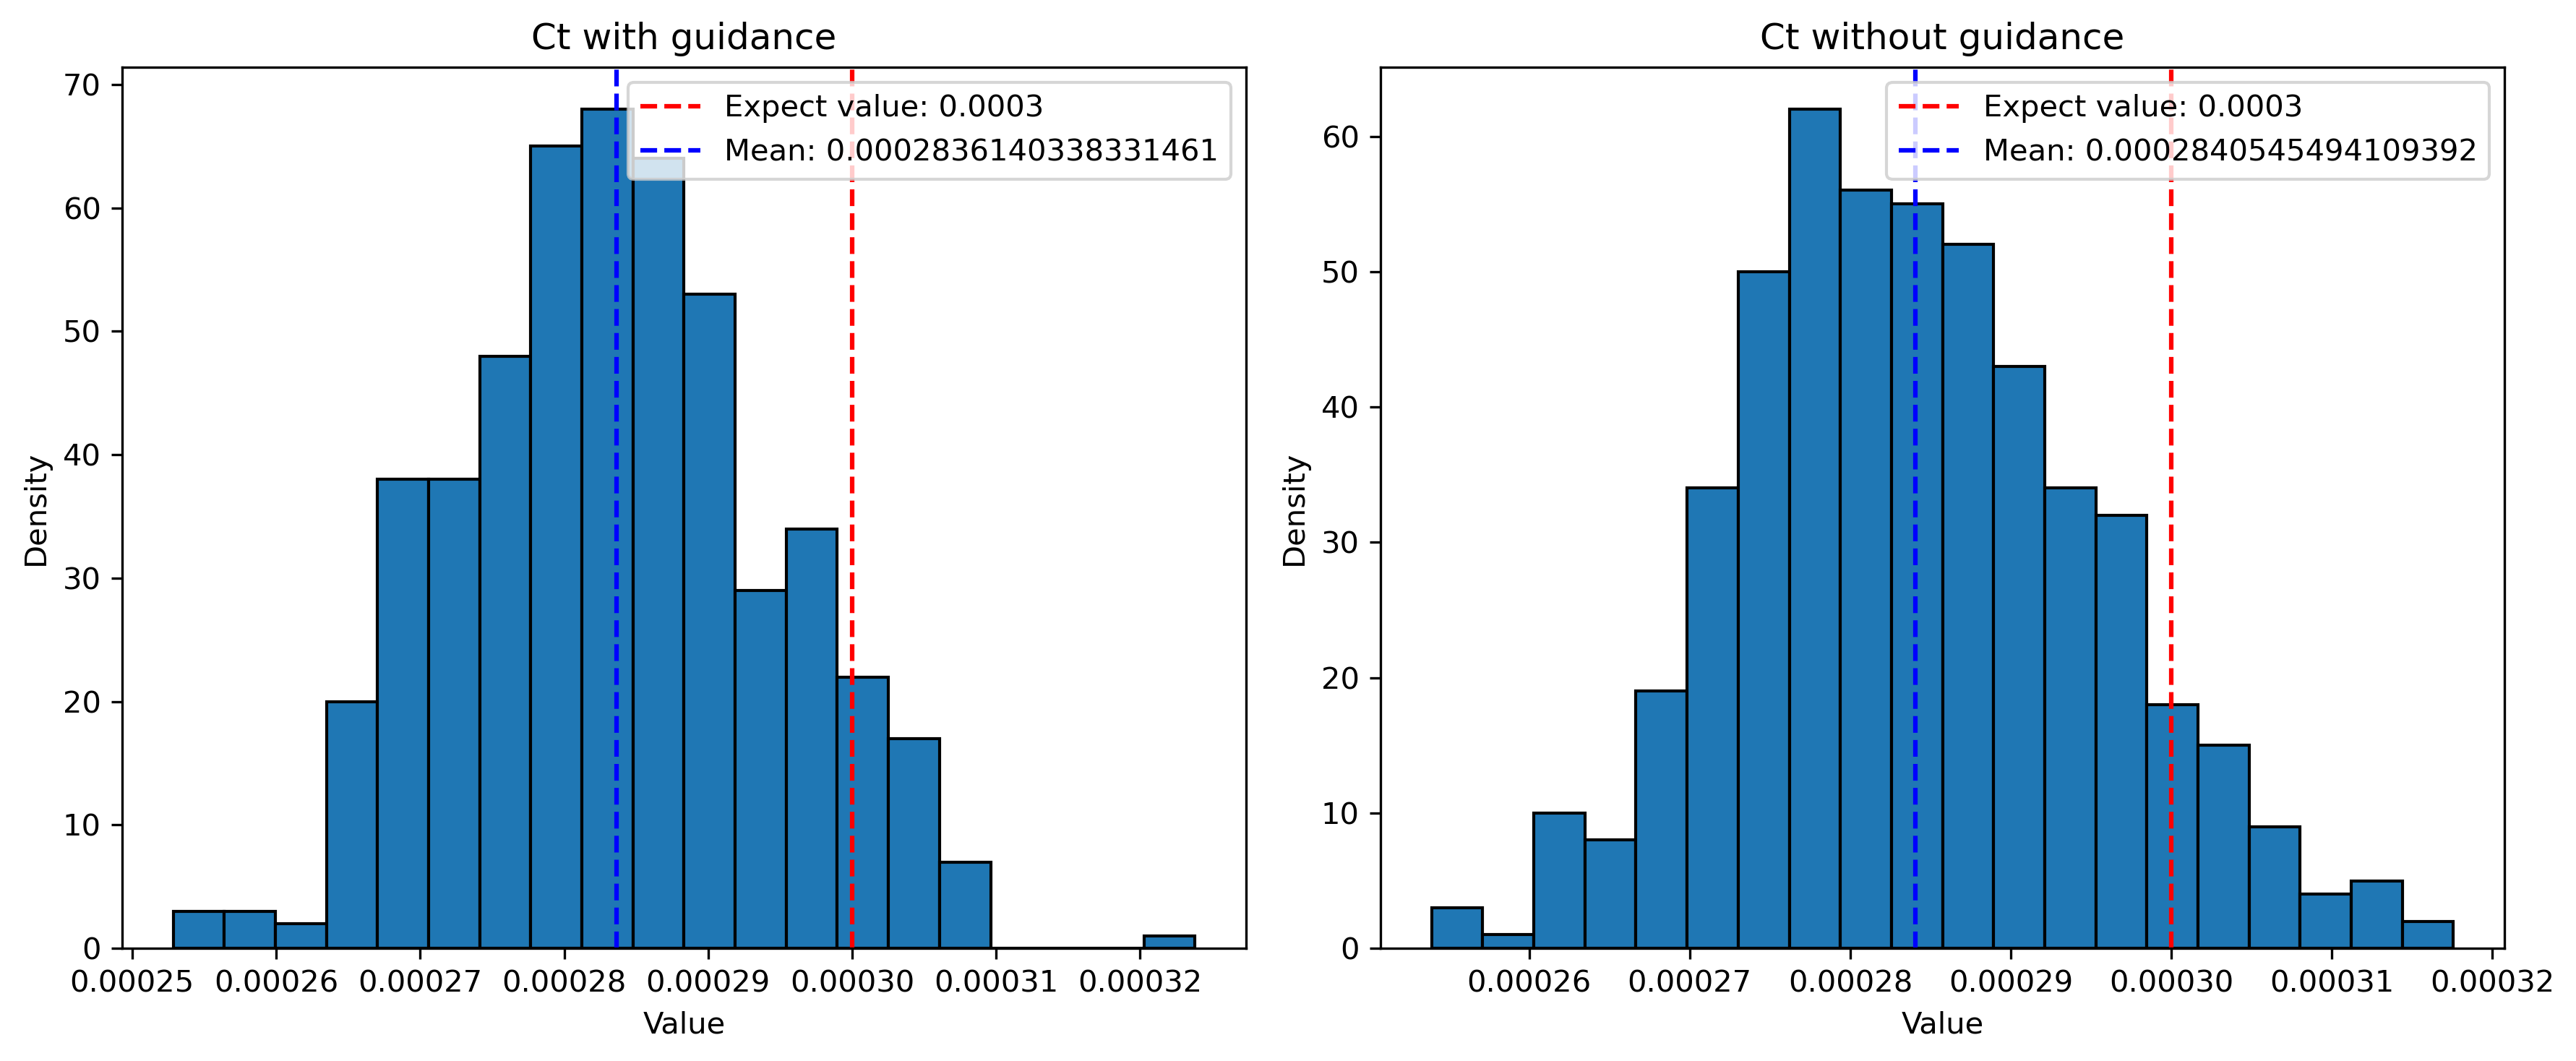 Ct with guidance
70
60
50
40
30
20
10
0
Density
0.00025 0.00026 0.00027 0.00028 0.00029 0.00030 0.00031 0.00032
Value
Expect value: 0.0003
Mean: 0.0002836140338331461
Ct without guidance
60
50
40
30
20
10
0
Density
0.00026 0.00027 0.00028 0.00029 0.00030 0.00031 0.00032
Value
Expect value: 0.0003
Mean: 0.0002840545494109392